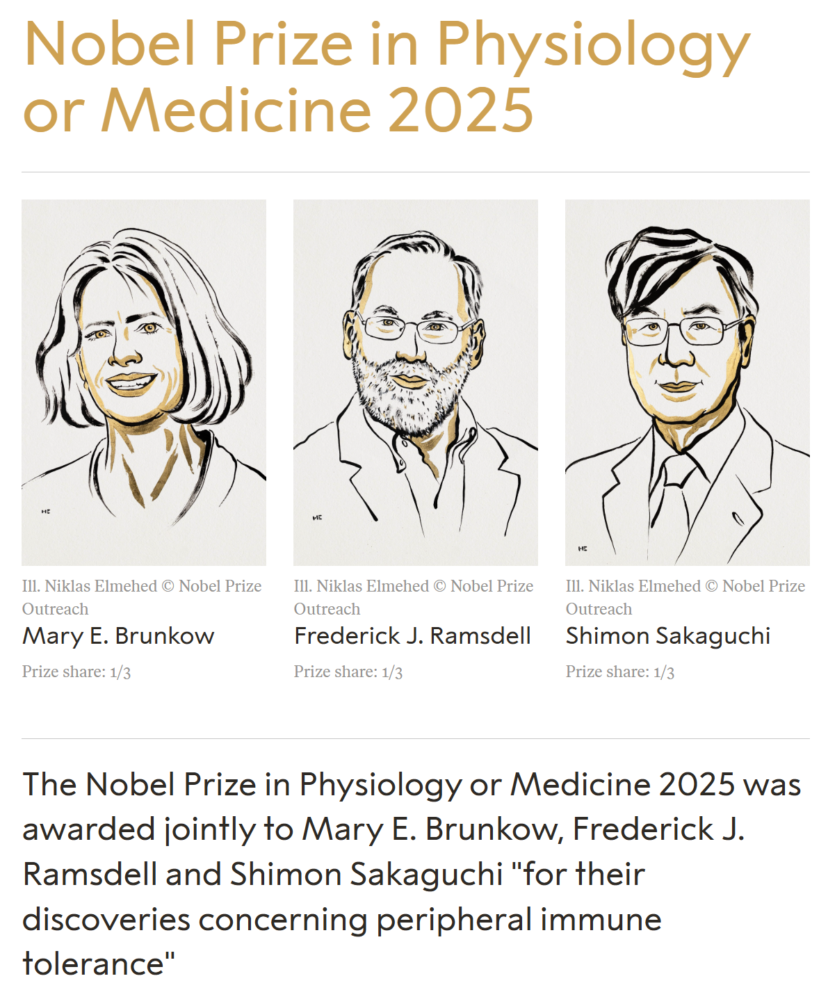 Nobel Prize in Physiology
or Medicine 2025
Ill. Niklas Elmehed © Nobel Prize
Outreach
Mary E. Brunkow
Prize share: 1/3
Ill. Niklas Elmehed © Nobel Prize
Outreach
Frederick J. Ramsdell
Prize share: 1/3
Ill. Niklas Elmehed © Nobel Prize
Outreach
Shimon Sakaguchi
Prize share: 1/3
The Nobel Prize in Physiology or Medicine 2025 was
awarded jointly to Mary E. Brunkow, Frederick J.
Ramsdell and Shimon Sakaguchi "for their
discoveries concerning peripheral immune
tolerance"